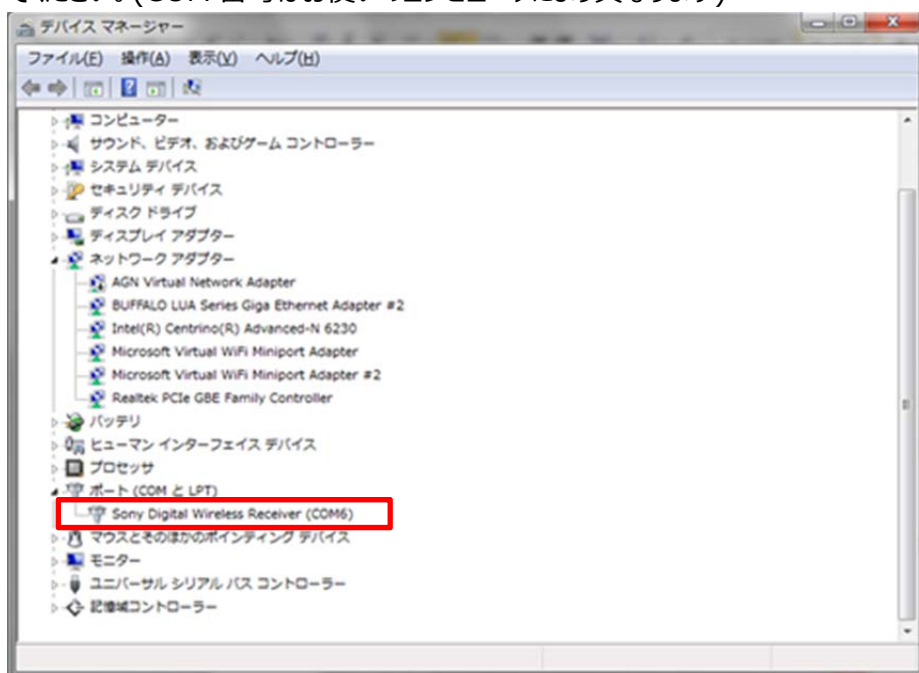 デバイス マネージャー
ファイル(F) 操作(A) 表示(V) ヘルプ(H)
コンピューター
サウンド、ビデオ、およびゲーム コントローラー
システム デバイス
セキュリティ デバイス
ディスク ドライブ
ディスプレイ アダプター
ネットワーク アダプター
AGN Virtual Network Adapter
BUFFALO LUA Series Giga Ethernet Adapter #2
Intel(R) Centrino(R) Advanced-N 6230
Microsoft Virtual WiFi Miniport Adapter
Microsoft Virtual WiFi Miniport Adapter #2
Realtek PCIe GBE Family Controller
バッテリ
ヒューマン インターフェイス デバイス
プロセッサ
ポート (COM と LPT)
Sony Digital Wireless Receiver (COM6)
マウスとそのほかのポインティング デバイス
モニター
ユニバーサル シリアル バス コントローラー
記憶域コントローラー